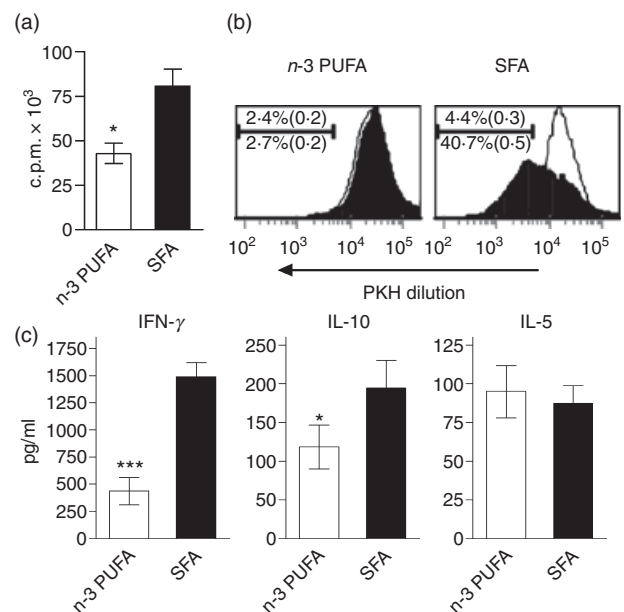 (a)
100
75
50
25
0
c.p.m. × 10³
*
n-3 PUFA
SFA
(b)
n-3 PUFA
SFA
2·4%(0·2)
2·7%(0·2)
4·4%(0·3)
40·7%(0·5)
10² 10³ 10⁴ 10⁵
10² 10³ 10⁴ 10⁵
PKH dilution
(c)
IFN-γ
1750
1500
1250
1000
750
500
250
0
pg/ml
***
n-3 PUFA
SFA
IL-10
250
200
150
100
50
0
*
n-3 PUFA
SFA
IL-5
125
100
75
50
25
0
n-3 PUFA
SFA